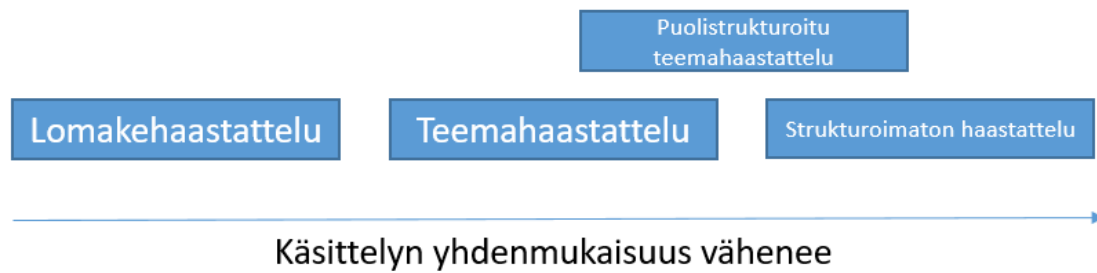 Puolistrukturoitu
teemahaastattelu
Lomakehaastattelu
Teemahaastattelu
Strukturoimaton haastattelu
Käsittelyn yhdenmukaisuus vähenee